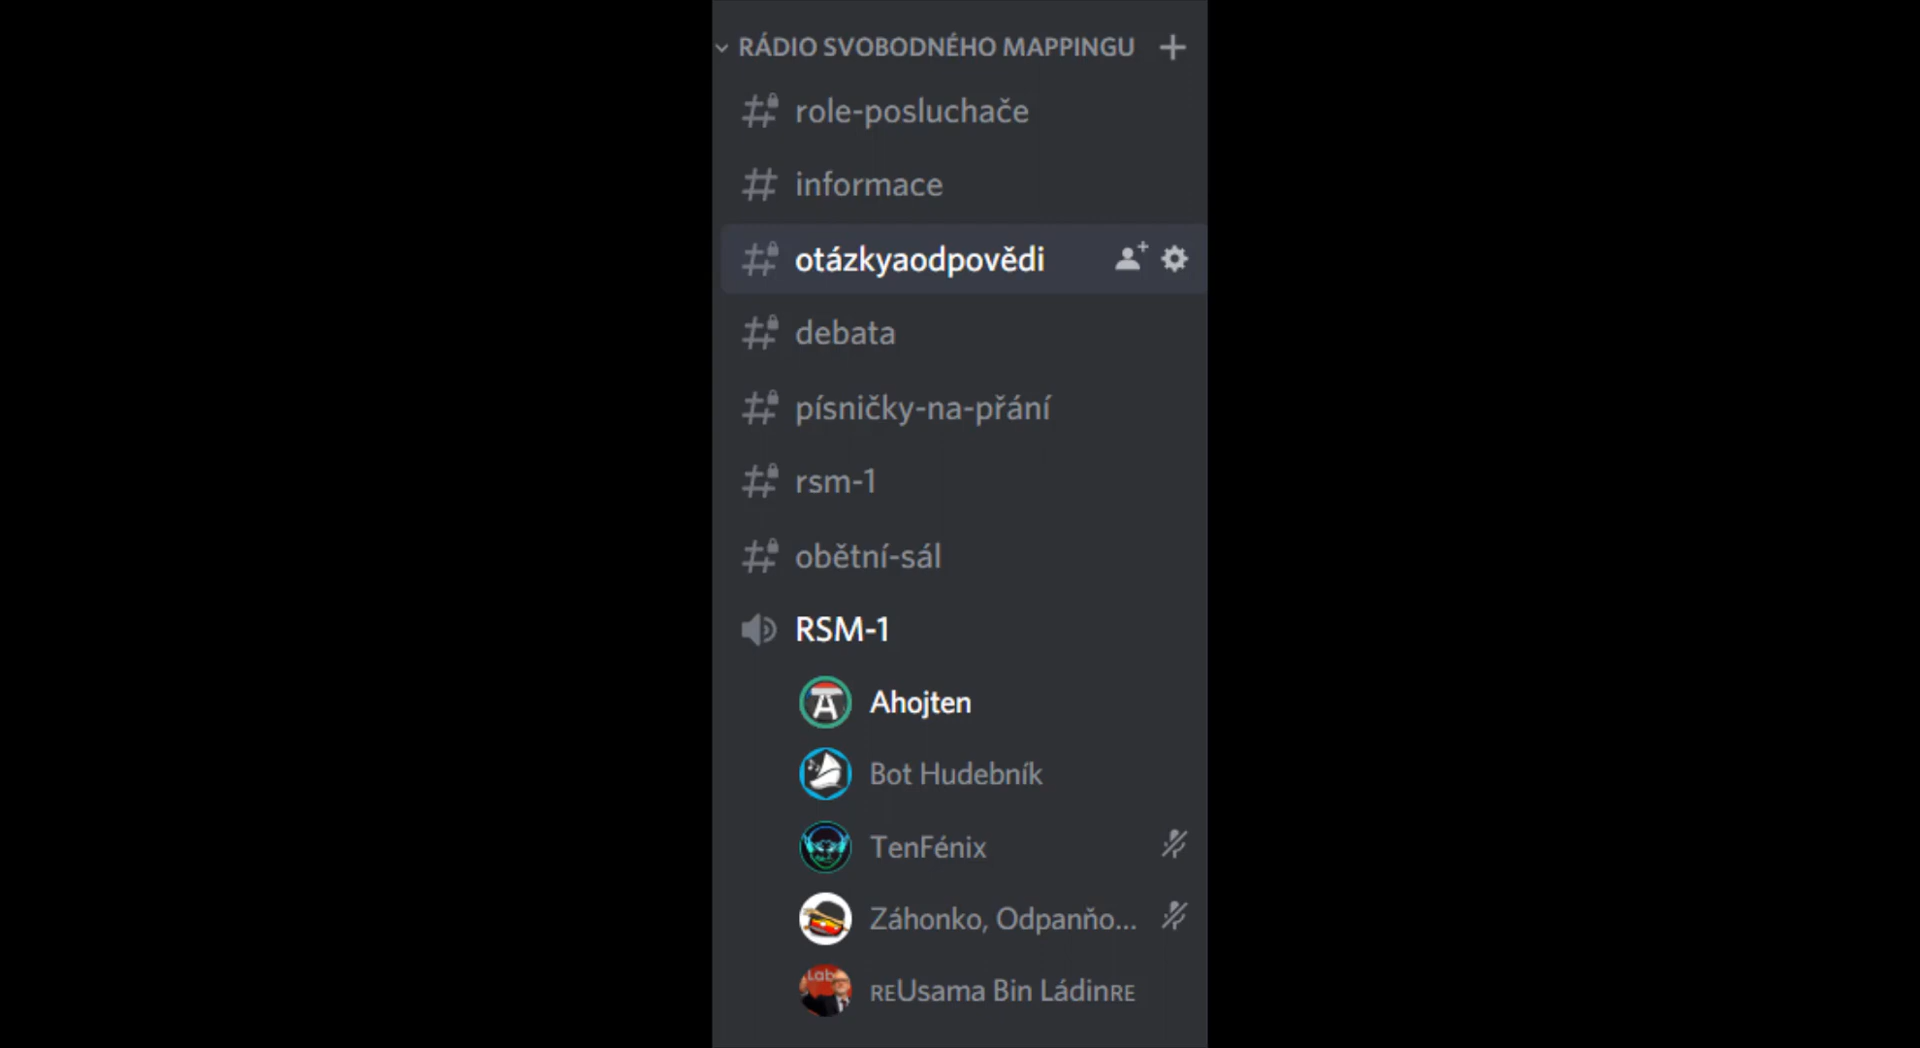 RÁDIO SVOBODNÉHO MAPPINGU
role-posluchače
informace
otázkyaodpovědi
debata
písničky-na-přání
rsm-1
obětní-sál
RSM-1
Ahojten
Bot Hudebník
TenFénix
Záhonko, Odpanňo...
REUsama Bin LádinRE
Lab